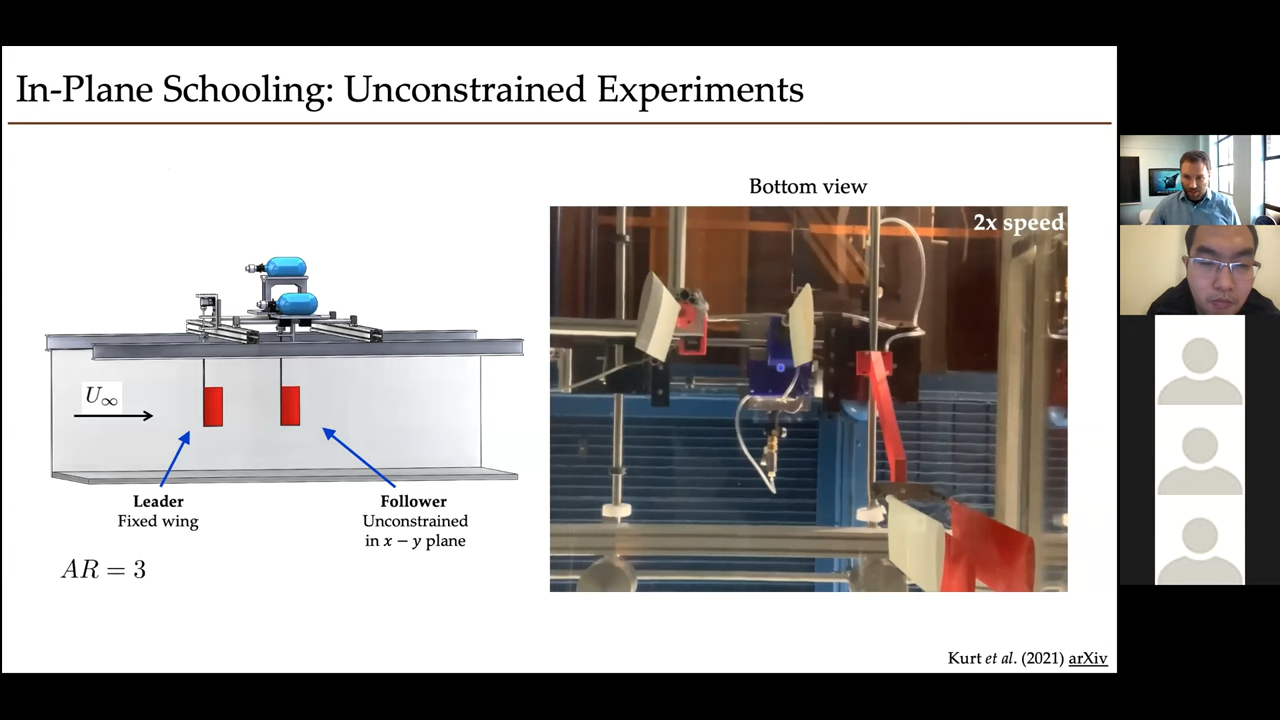 In-Plane Schooling: Unconstrained Experiments
Bottom view
2x speed
U∞
Leader
Fixed wing
Follower
Unconstrained
in x − y plane
AR = 3
Kurt et al. (2021) arXiv